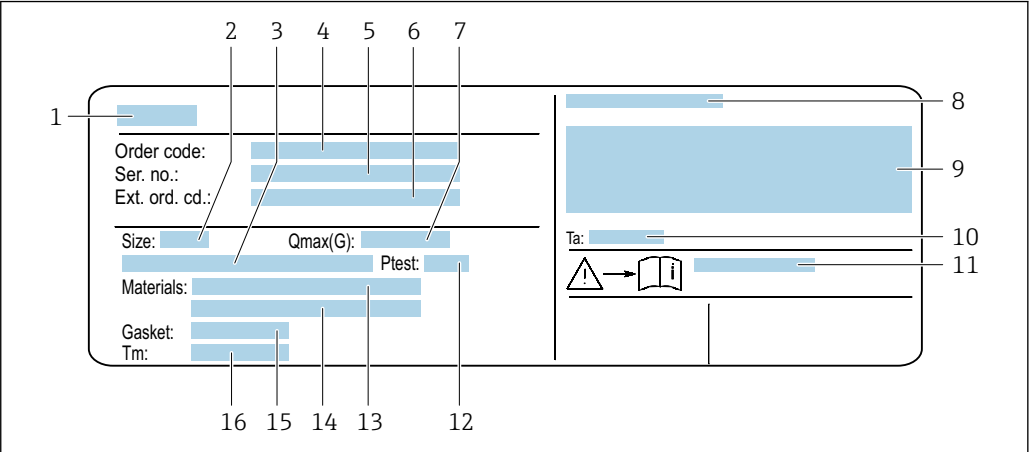 2 3 4 5 6 7
1
8
Order code:
Ser. no.:
Ext. ord. cd.:
9
Size: Qmax(G):
Ta: 10
Ptest:
i 11
Materials:
Gasket:
Tm:
16 15 14 13 12